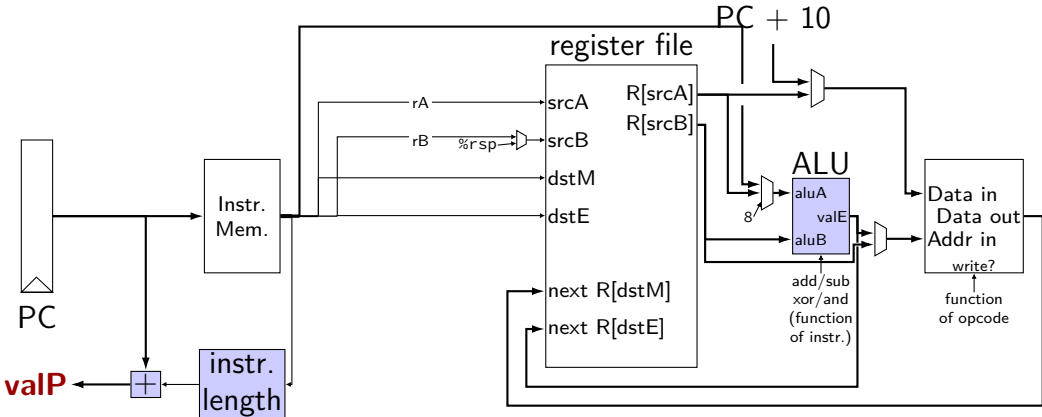 PC + 10
register file
R[srcA]
R[srcB]
rA
srcA
rB
%rsp
srcB
dstM
dstE
next R[dstM]
next R[dstE]
Instr.
Mem.
PC
valP
+
instr.
length
ALU
aluA
valE
aluB
8
add/sub
xor/and
(function
of instr.)
Data in
Data out
Addr in
write?
function
of opcode